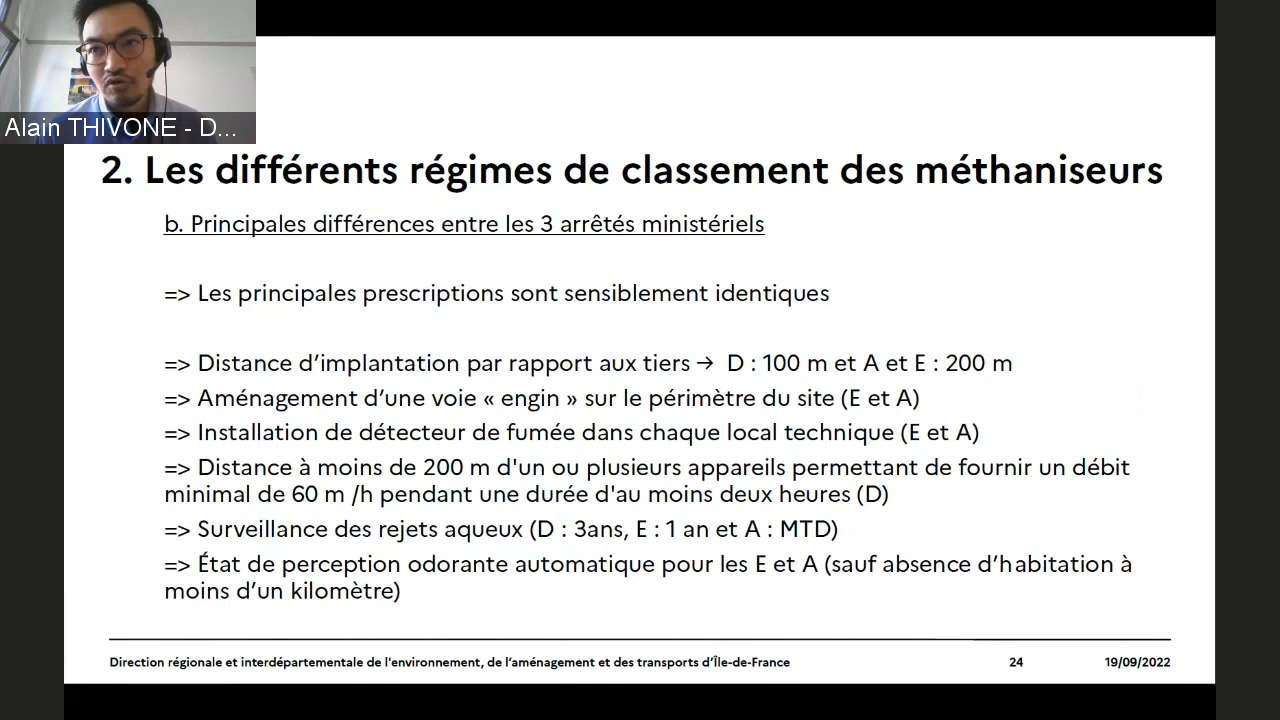 Alain THIVONE - D...
2. Les différents régimes de classement des méthaniseurs
b. Principales différences entre les 3 arrêtés ministériels
=> Les principales prescriptions sont sensiblement identiques
=> Distance d’implantation par rapport aux tiers → D : 100 m et A et E : 200 m
=> Aménagement d’une voie « engin » sur le périmètre du site (E et A)
=> Installation de détecteur de fumée dans chaque local technique (E et A)
=> Distance à moins de 200 m d'un ou plusieurs appareils permettant de fournir un débit
minimal de 60 m /h pendant une durée d'au moins deux heures (D)
=> Surveillance des rejets aqueux (D : 3ans, E : 1 an et A : MTD)
=> État de perception odorante automatique pour les E et A (sauf absence d’habitation à
moins d’un kilomètre)
Direction régionale et interdépartementale de l'environnement, de l’aménagement et des transports d’Île-de-France
24
19/09/2022